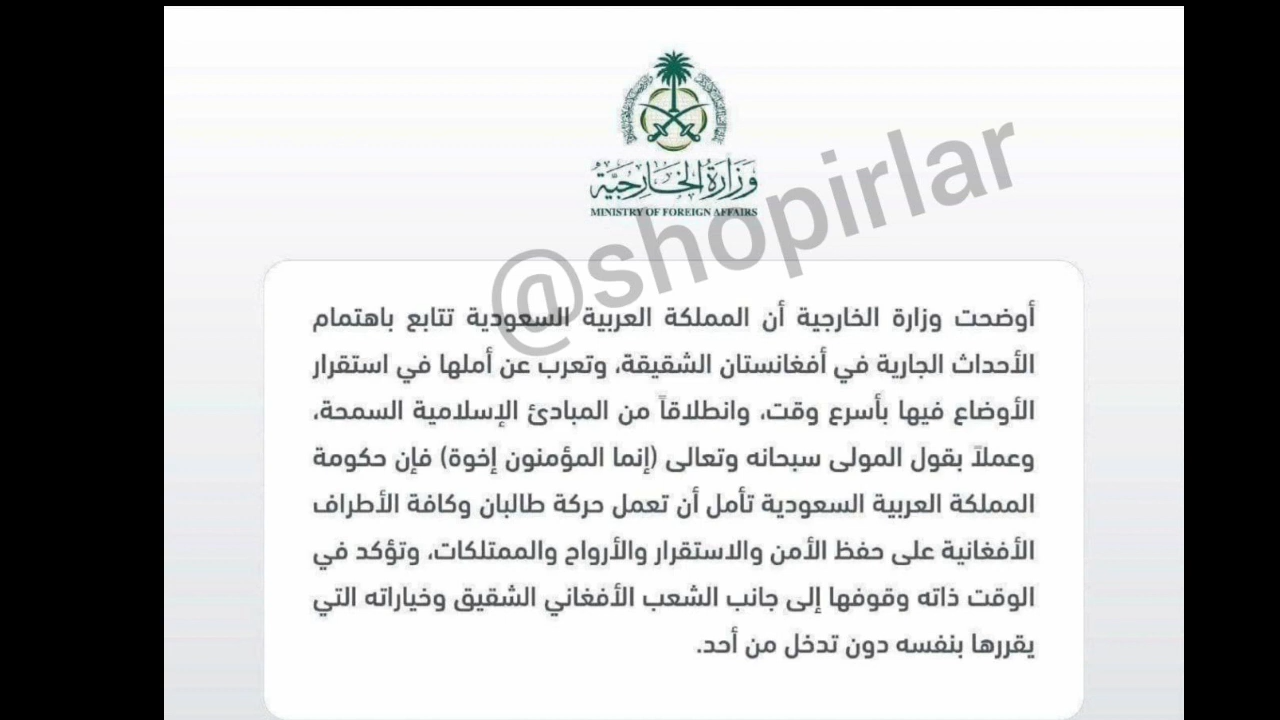 وزارة الخارجية
MINISTRY OF FOREIGN AFFAIRS
@shopirlar
أوضحت وزارة الخارجية أن المملكة العربية السعودية تتابع باهتمام
الأحداث الجارية في أفغانستان الشقيقة، وتعرب عن أملها في استقرار
الأوضاع فيها بأسرع وقت، وانطلاقاً من المبادئ الإسلامية السمحة،
وعملاً بقول المولى سبحانه وتعالى (إنما المؤمنون إخوة) فإن حكومة
المملكة العربية السعودية تأمل أن تعمل حركة طالبان وكافة الأطراف
الأفغانية على حفظ الأمن والاستقرار والأرواح والممتلكات، وتؤكد في
الوقت ذاته وقوفها إلى جانب الشعب الأفغاني الشقيق وخياراته التي
يقررها بنفسه دون تدخل من أحد.